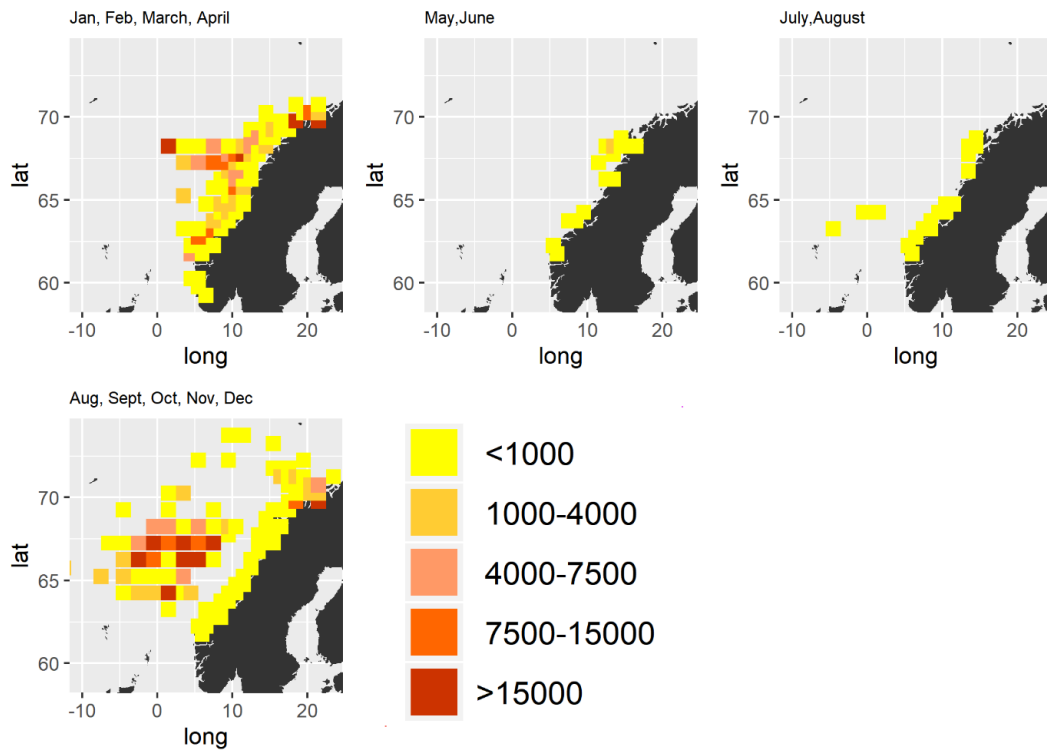 Jan, Feb, March, April
May,June
July,August
70
65
60
lat
-10 0 10 20
long
70
65
60
lat
-10 0 10 20
long
70
65
60
lat
-10 0 10 20
long
Aug, Sept, Oct, Nov, Dec
70
65
60
lat
-10 0 10 20
long
<1000
1000-4000
4000-7500
7500-15000
>15000